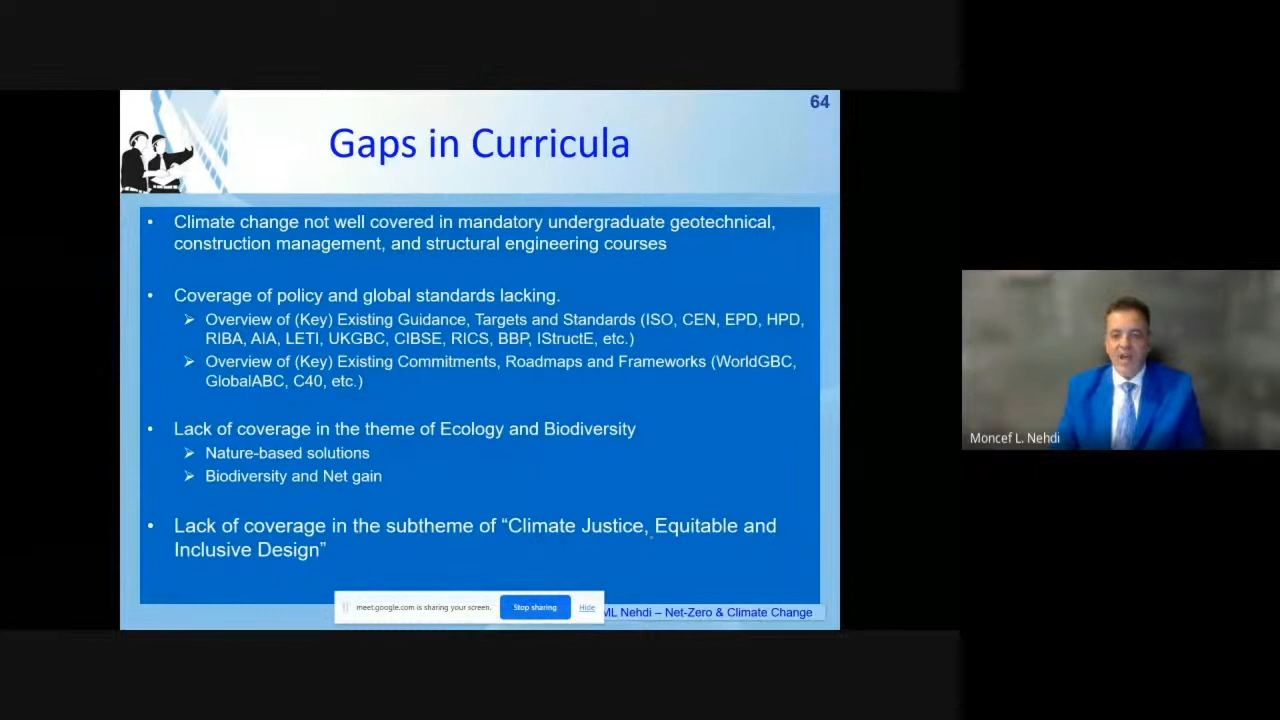 64
Gaps in Curricula
• Climate change not well covered in mandatory undergraduate geotechnical,
construction management, and structural engineering courses
• Coverage of policy and global standards lacking.
➢ Overview of (Key) Existing Guidance, Targets and Standards (ISO, CEN, EPD, HPD,
RIBA, AIA, LETI, UKGBC, CIBSE, RICS, BBP, IStructE, etc.)
➢ Overview of (Key) Existing Commitments, Roadmaps and Frameworks (WorldGBC,
GlobalABC, C40, etc.)
• Lack of coverage in the theme of Ecology and Biodiversity
➢ Nature-based solutions
➢ Biodiversity and Net gain
• Lack of coverage in the subtheme of “Climate Justice, Equitable and
Inclusive Design”
meet.google.com is sharing your screen.
Stop sharing
Hide
ML Nehdi – Net-Zero & Climate Change
Moncef L. Nehdi